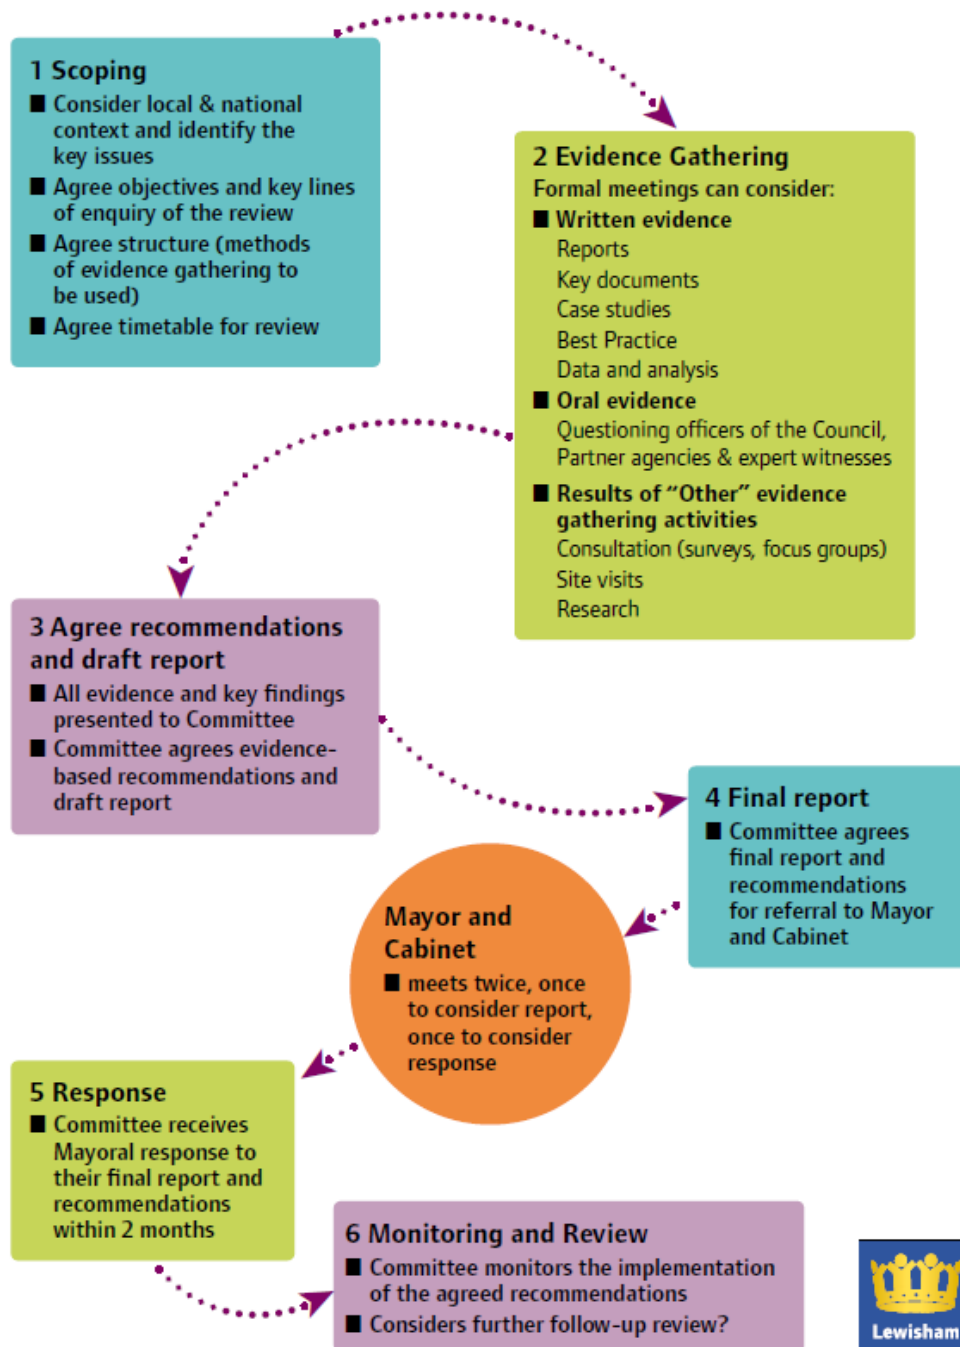 1 Scoping
■ Consider local & national
context and identify the
key issues
■ Agree objectives and key lines
of enquiry of the review
■ Agree structure (methods
of evidence gathering to
be used)
■ Agree timetable for review
2 Evidence Gathering
Formal meetings can consider:
■ Written evidence
Reports
Key documents
Case studies
Best Practice
Data and analysis
■ Oral evidence
Questioning officers of the Council,
Partner agencies & expert witnesses
■ Results of “Other” evidence
gathering activities
Consultation (surveys, focus groups)
Site visits
Research
3 Agree recommendations
and draft report
■ All evidence and key findings
presented to Committee
■ Committee agrees evidence-
based recommendations and
draft report
4 Final report
■ Committee agrees
final report and
recommendations
for referral to Mayor
and Cabinet
Mayor and
Cabinet
■ meets twice, once
to consider report,
once to consider
response
5 Response
■ Committee receives
Mayoral response to
their final report and
recommendations
within 2 months
6 Monitoring and Review
■ Committee monitors the implementation
of the agreed recommendations
■ Considers further follow-up review?
Lewisham